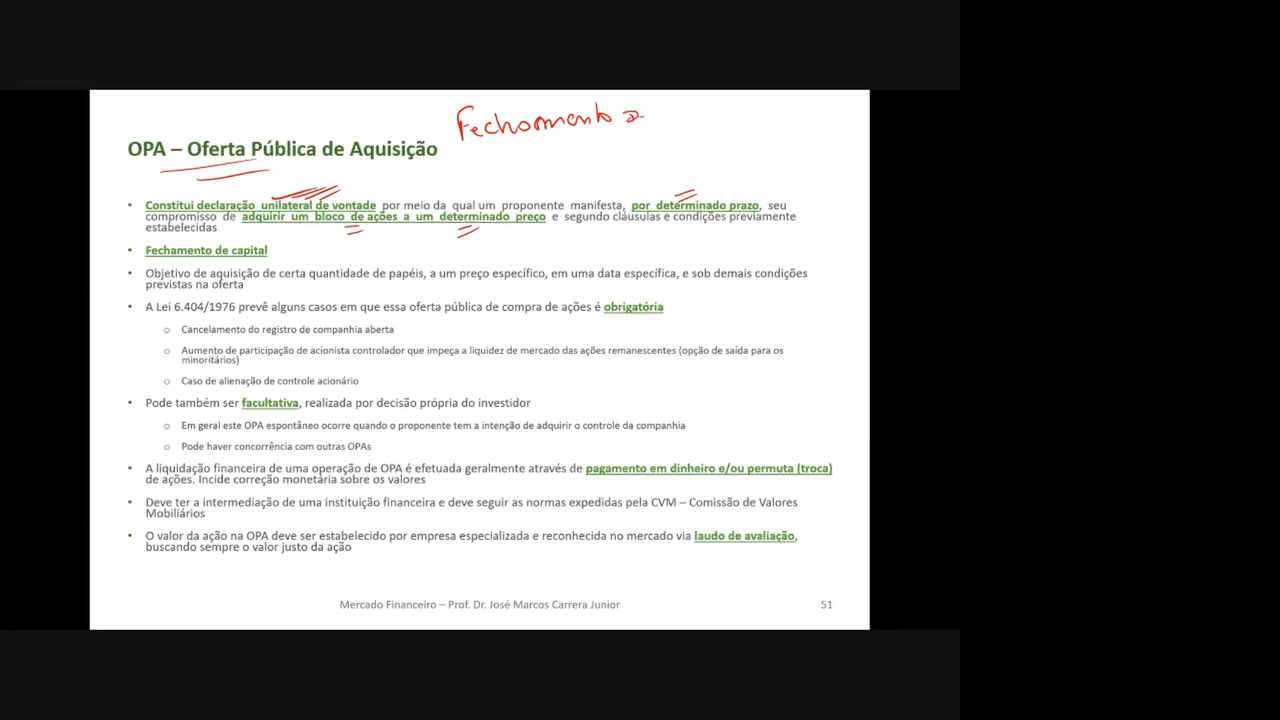 Fechamento
OPA – Oferta Pública de Aquisição
• Constitui declaração unilateral de vontade por meio da qual um proponente manifesta, por determinado prazo, seu
compromisso de adquirir um bloco de ações a um determinado preço e segundo cláusulas e condições previamente
estabelecidas
• Fechamento de capital
• Objetivo de aquisição de certa quantidade de papéis, a um preço específico, em uma data específica, e sob demais condições
previstas na oferta
• A Lei 6.404/1976 prevê alguns casos em que essa oferta pública de compra de ações é obrigatória
o Cancelamento do registro de companhia aberta
o Aumento de participação de acionista controlador que impeça a liquidez de mercado das ações remanescentes (opção de saída para os
minoritários)
o Caso de alienação de controle acionário
• Pode também ser facultativa, realizada por decisão própria do investidor
o Em geral este OPA espontâneo ocorre quando o proponente tem a intenção de adquirir o controle da companhia
o Pode haver concorrência com outras OPAs
• A liquidação financeira de uma operação de OPA é efetuada geralmente através de pagamento em dinheiro e/ou permuta (troca)
de ações. Incide correção monetária sobre os valores
• Deve ter a intermediação de uma instituição financeira e deve seguir as normas expedidas pela CVM – Comissão de Valores
Mobiliários
• O valor da ação na OPA deve ser estabelecido por empresa especializada e reconhecida no mercado via laudo de avaliação,
buscando sempre o valor justo da ação
Mercado Financeiro – Prof. Dr. José Marcos Carrera Junior 51